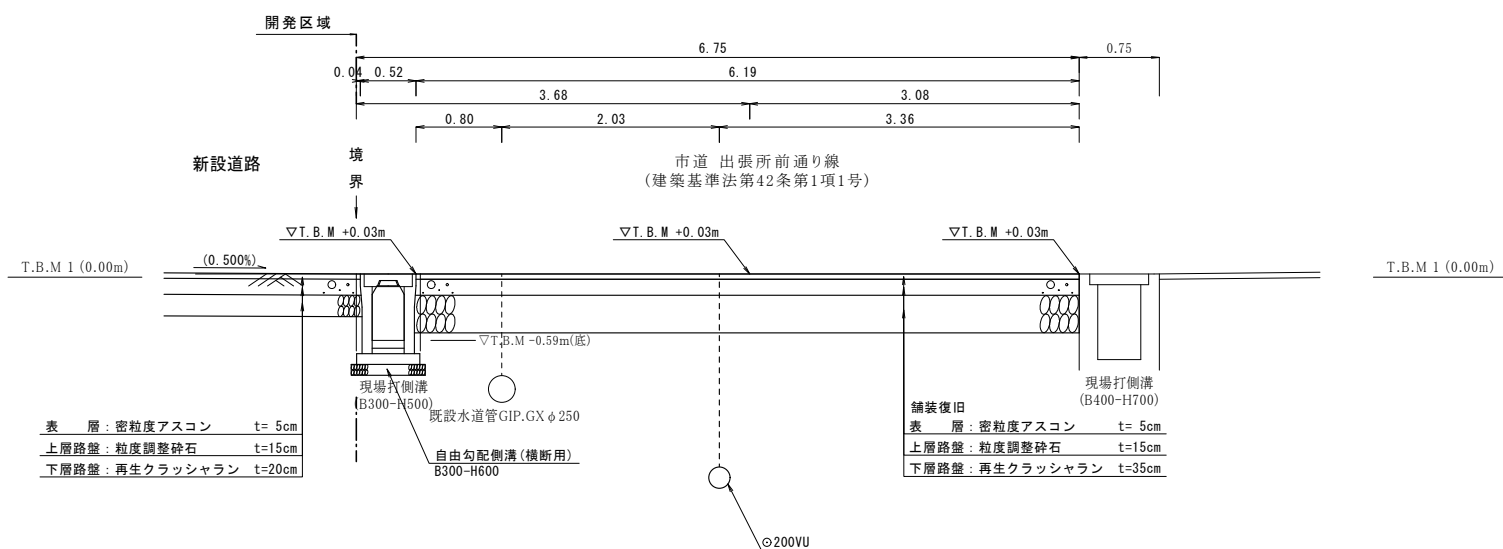 開発区域
6.75
0.75
0.04
0.52
6.19
3.68
3.08
0.80
2.03
3.36
新設道路
境界
市道 出張所前通り線
(建築基準法第42条第1項1号)
▽T.B.M +0.03m
▽T.B.M +0.03m
▽T.B.M +0.03m
T.B.M 1 (0.00m)
(0.500%)
T.B.M 1 (0.00m)
▽T.B.M -0.59m(底)
現場打側溝
(B300-H500)
既設水道管GIP.GXφ250
現場打側溝
(B400-H700)
表 層：密粒度アスコン t= 5cm
上層路盤：粒度調整砕石 t=15cm
下層路盤：再生クラッシャラン t=20cm
自由勾配側溝(横断用)
B300-H600
舗装復旧
表 層：密粒度アスコン t= 5cm
上層路盤：粒度調整砕石 t=15cm
下層路盤：再生クラッシャラン t=35cm
⊙200VU